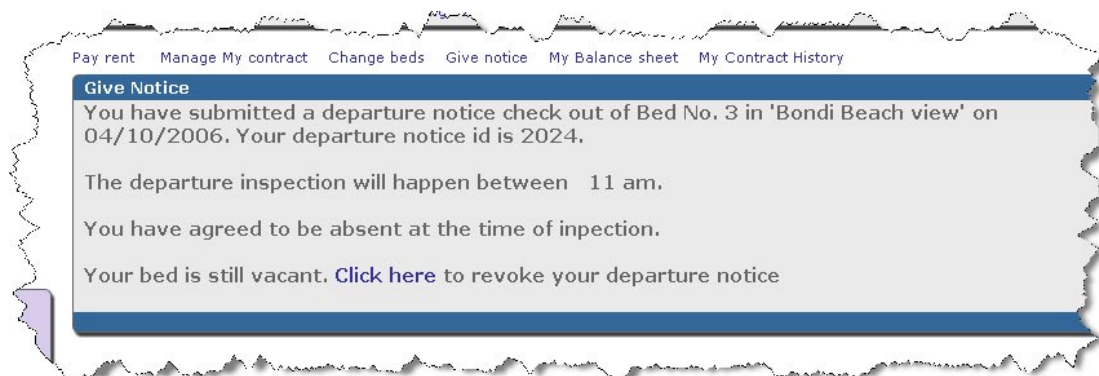 Pay rent Manage My contract Change beds Give notice My Balance sheet My Contract History
Give Notice
You have submitted a departure notice check out of Bed No. 3 in 'Bondi Beach view' on
04/10/2006. Your departure notice id is 2024.
The departure inspection will happen between 11 am.
You have agreed to be absent at the time of inpection.
Your bed is still vacant. Click here to revoke your departure notice